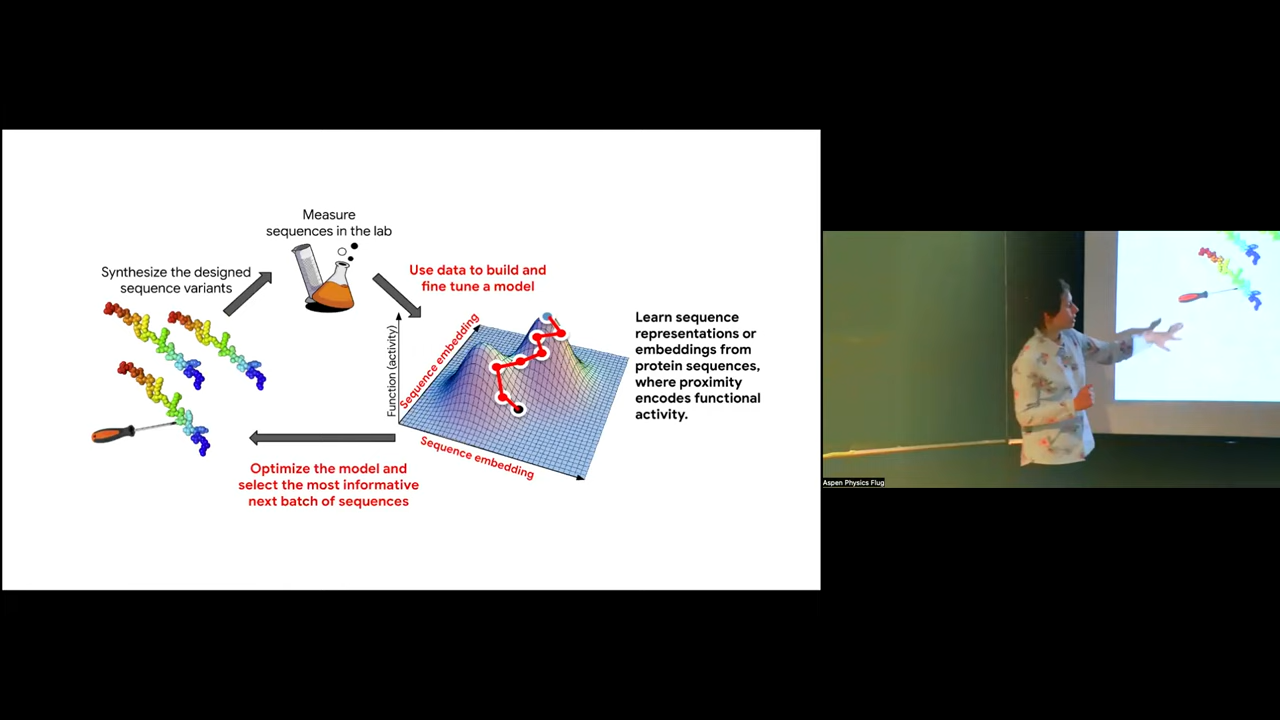 Measure
sequences in the lab
Synthesize the designed
sequence variants
Use data to build and
fine tune a model
Function (activity)
Sequence embedding
Sequence embedding
Learn sequence
representations or
embeddings from
protein sequences,
where proximity
encodes functional
activity.
Optimize the model and
select the most informative
next batch of sequences
Aspen Physics Flug